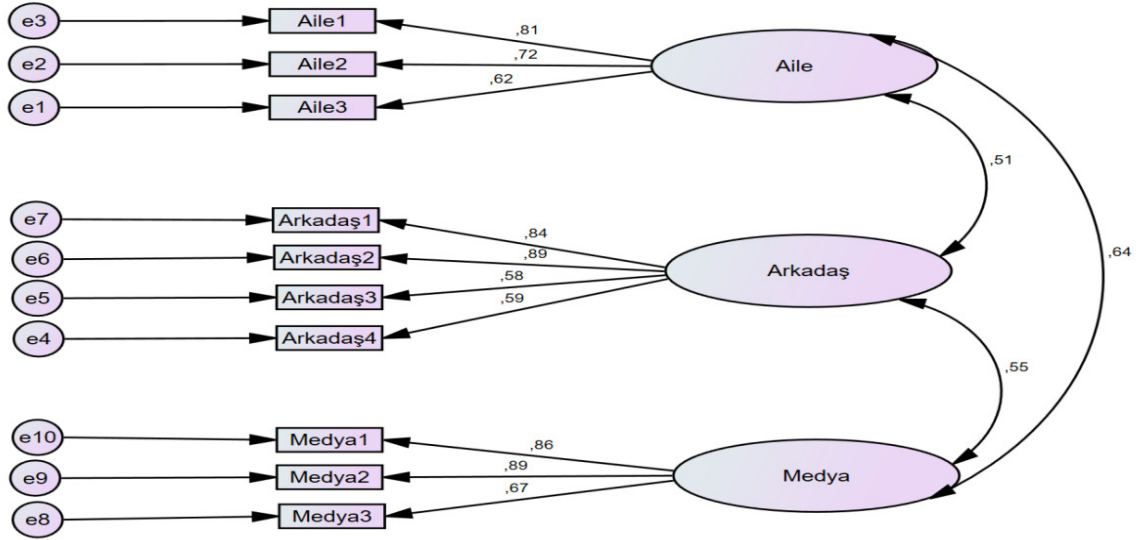 e3
Aile1
,81
Aile
e2
Aile2
,72
e1
Aile3
,62
,51
e7
Arkadaş1
,84
e6
Arkadaş2
,89
Arkadaş
,64
e5
Arkadaş3
,58
e4
Arkadaş4
,59
,55
e10
Medya1
,86
e9
Medya2
,89
Medya
e8
Medya3
,67